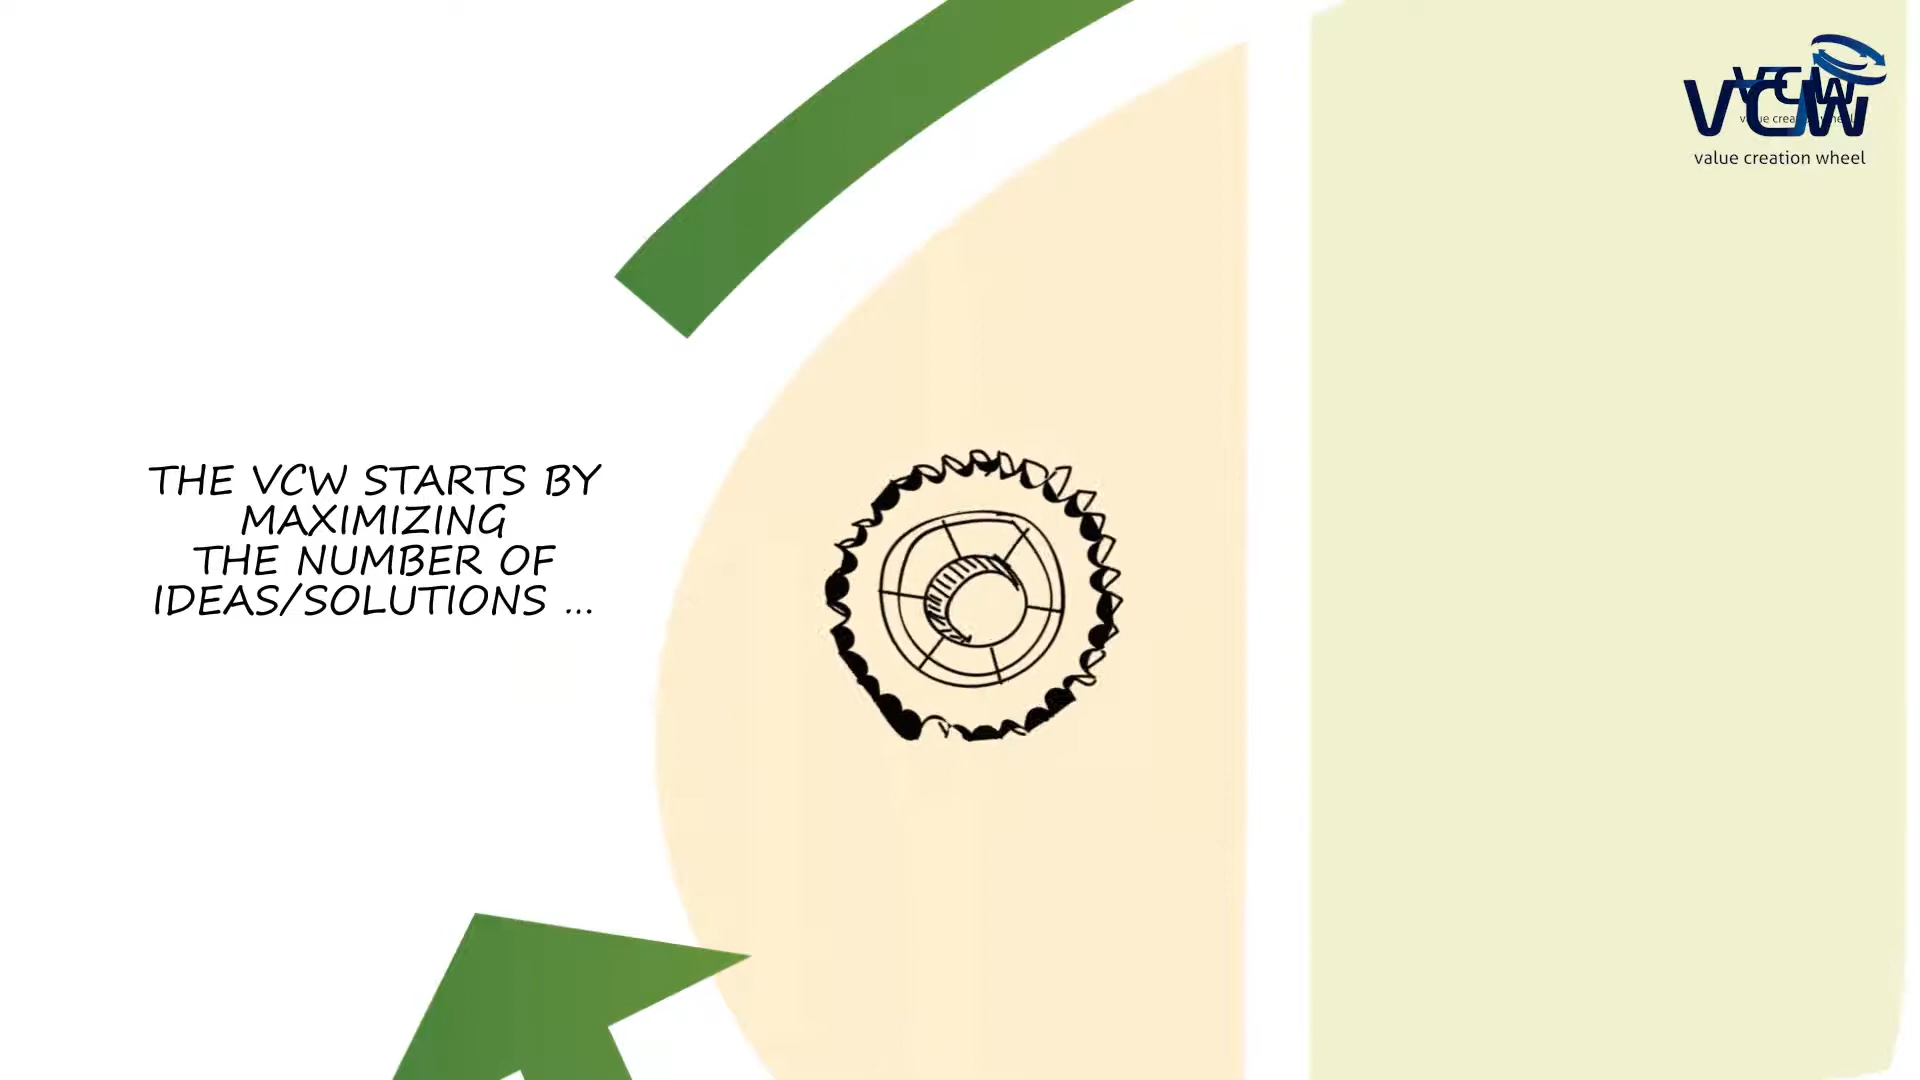 VCW
value creation wheel
THE VCW STARTS BY
MAXIMIZING
THE NUMBER OF
IDEAS/SOLUTIONS ...